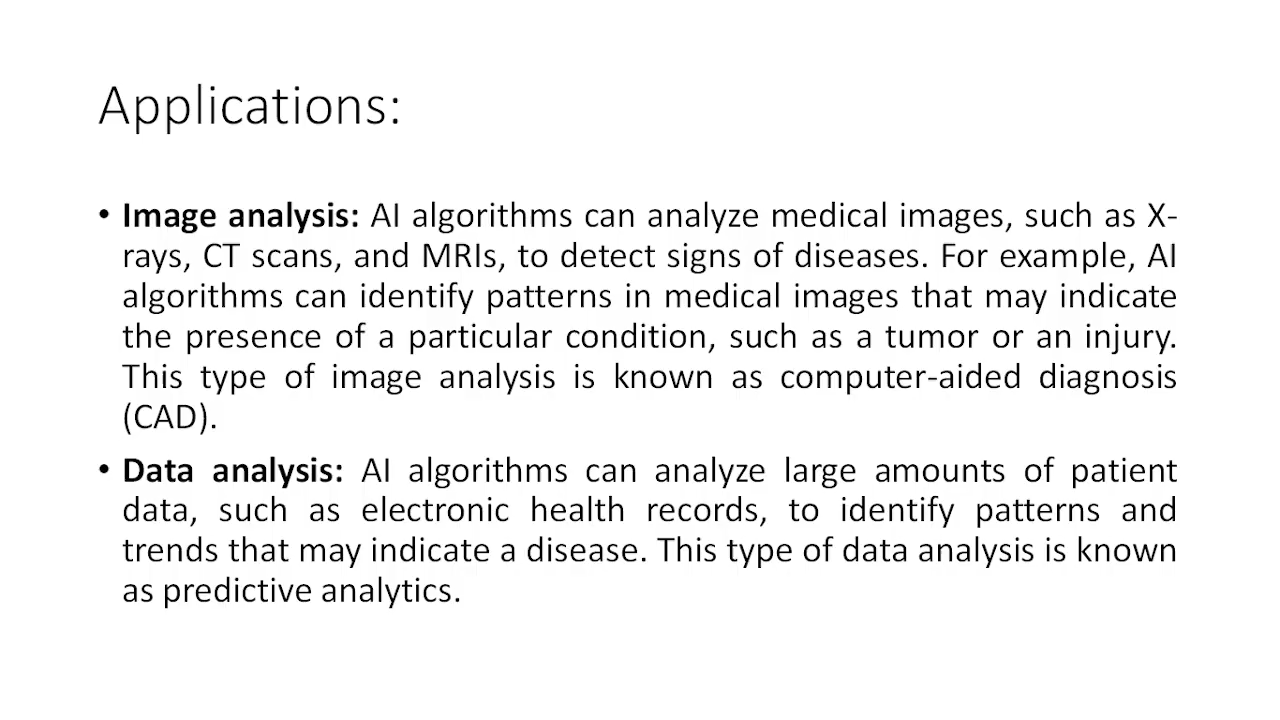 Applications:
• Image analysis: AI algorithms can analyze medical images, such as X-
rays, CT scans, and MRIs, to detect signs of diseases. For example, AI
algorithms can identify patterns in medical images that may indicate
the presence of a particular condition, such as a tumor or an injury.
This type of image analysis is known as computer-aided diagnosis
(CAD).
• Data analysis: AI algorithms can analyze large amounts of patient
data, such as electronic health records, to identify patterns and
trends that may indicate a disease. This type of data analysis is known
as predictive analytics.